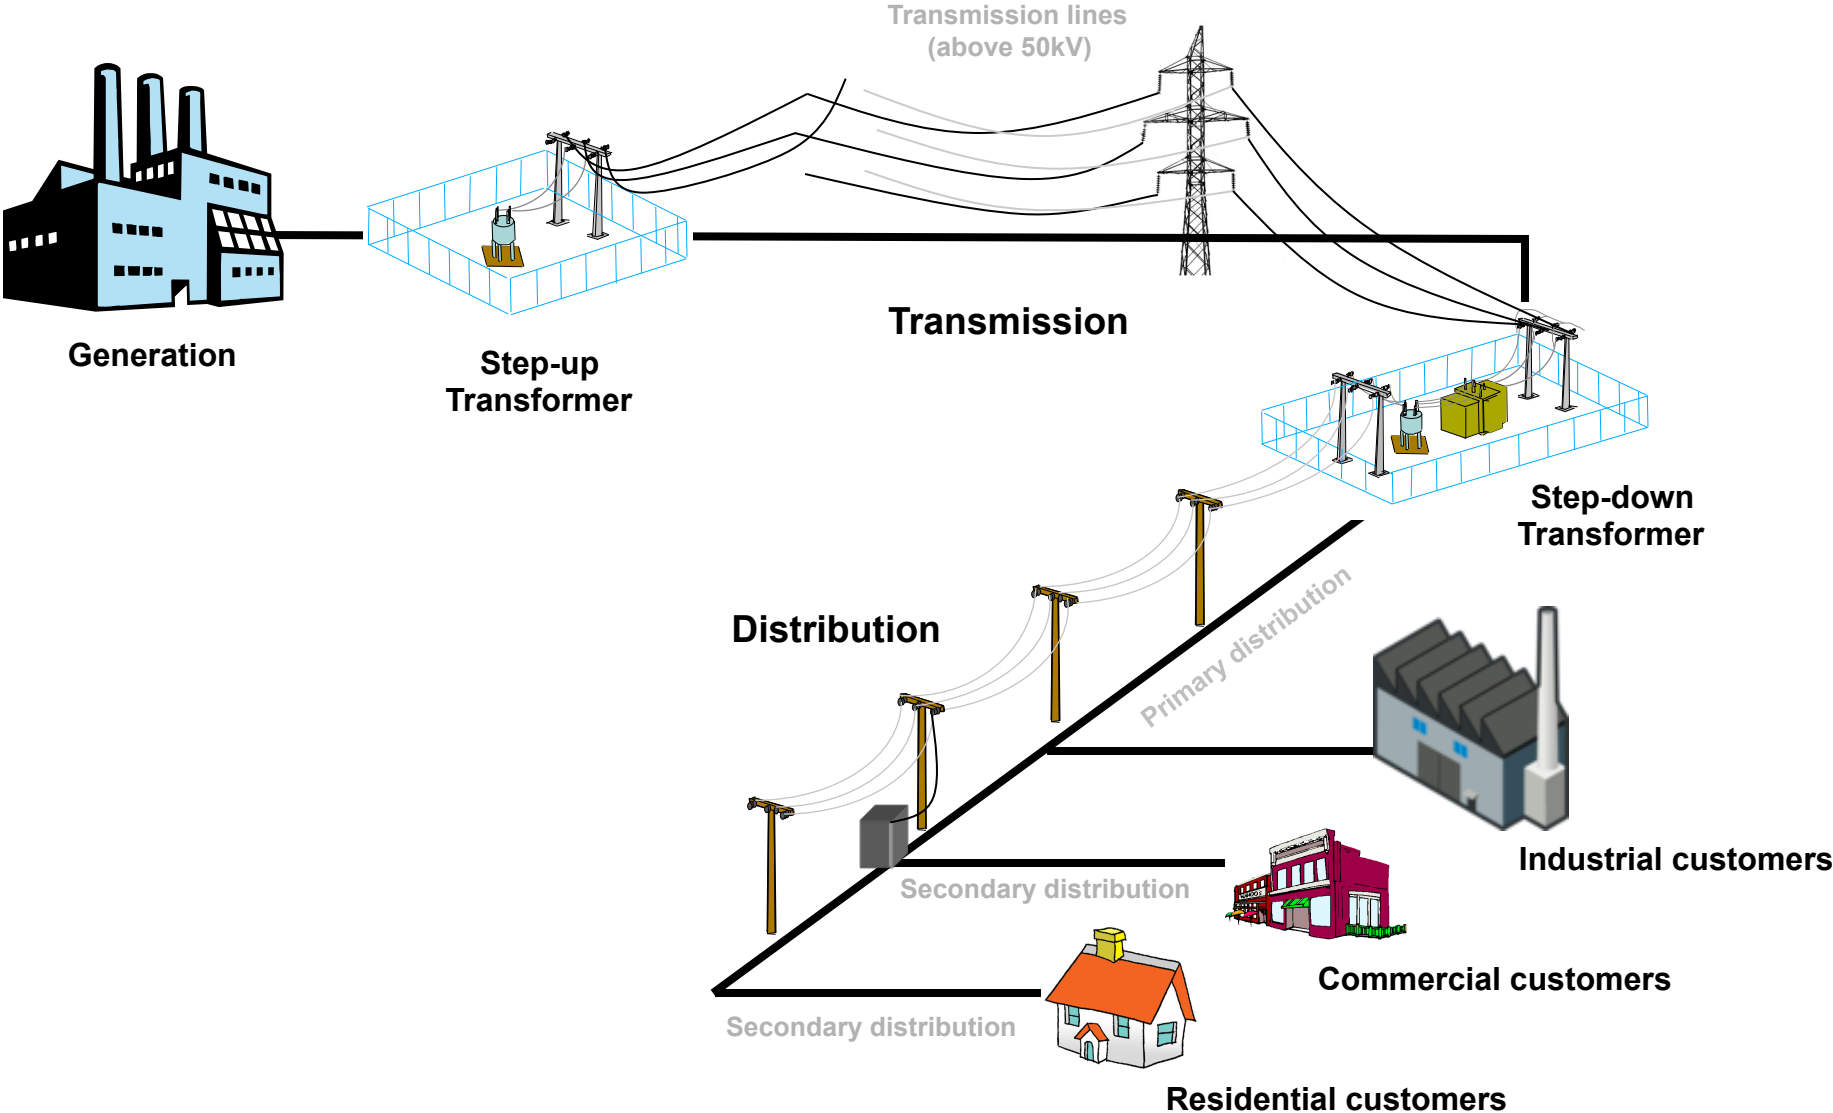 Transmission lines
(above 50kV)
Generation
Step-up
Transformer
Transmission
Step-down
Transformer
Distribution
Primary distribution
Industrial customers
Secondary distribution
Commercial customers
Secondary distribution
Residential customers